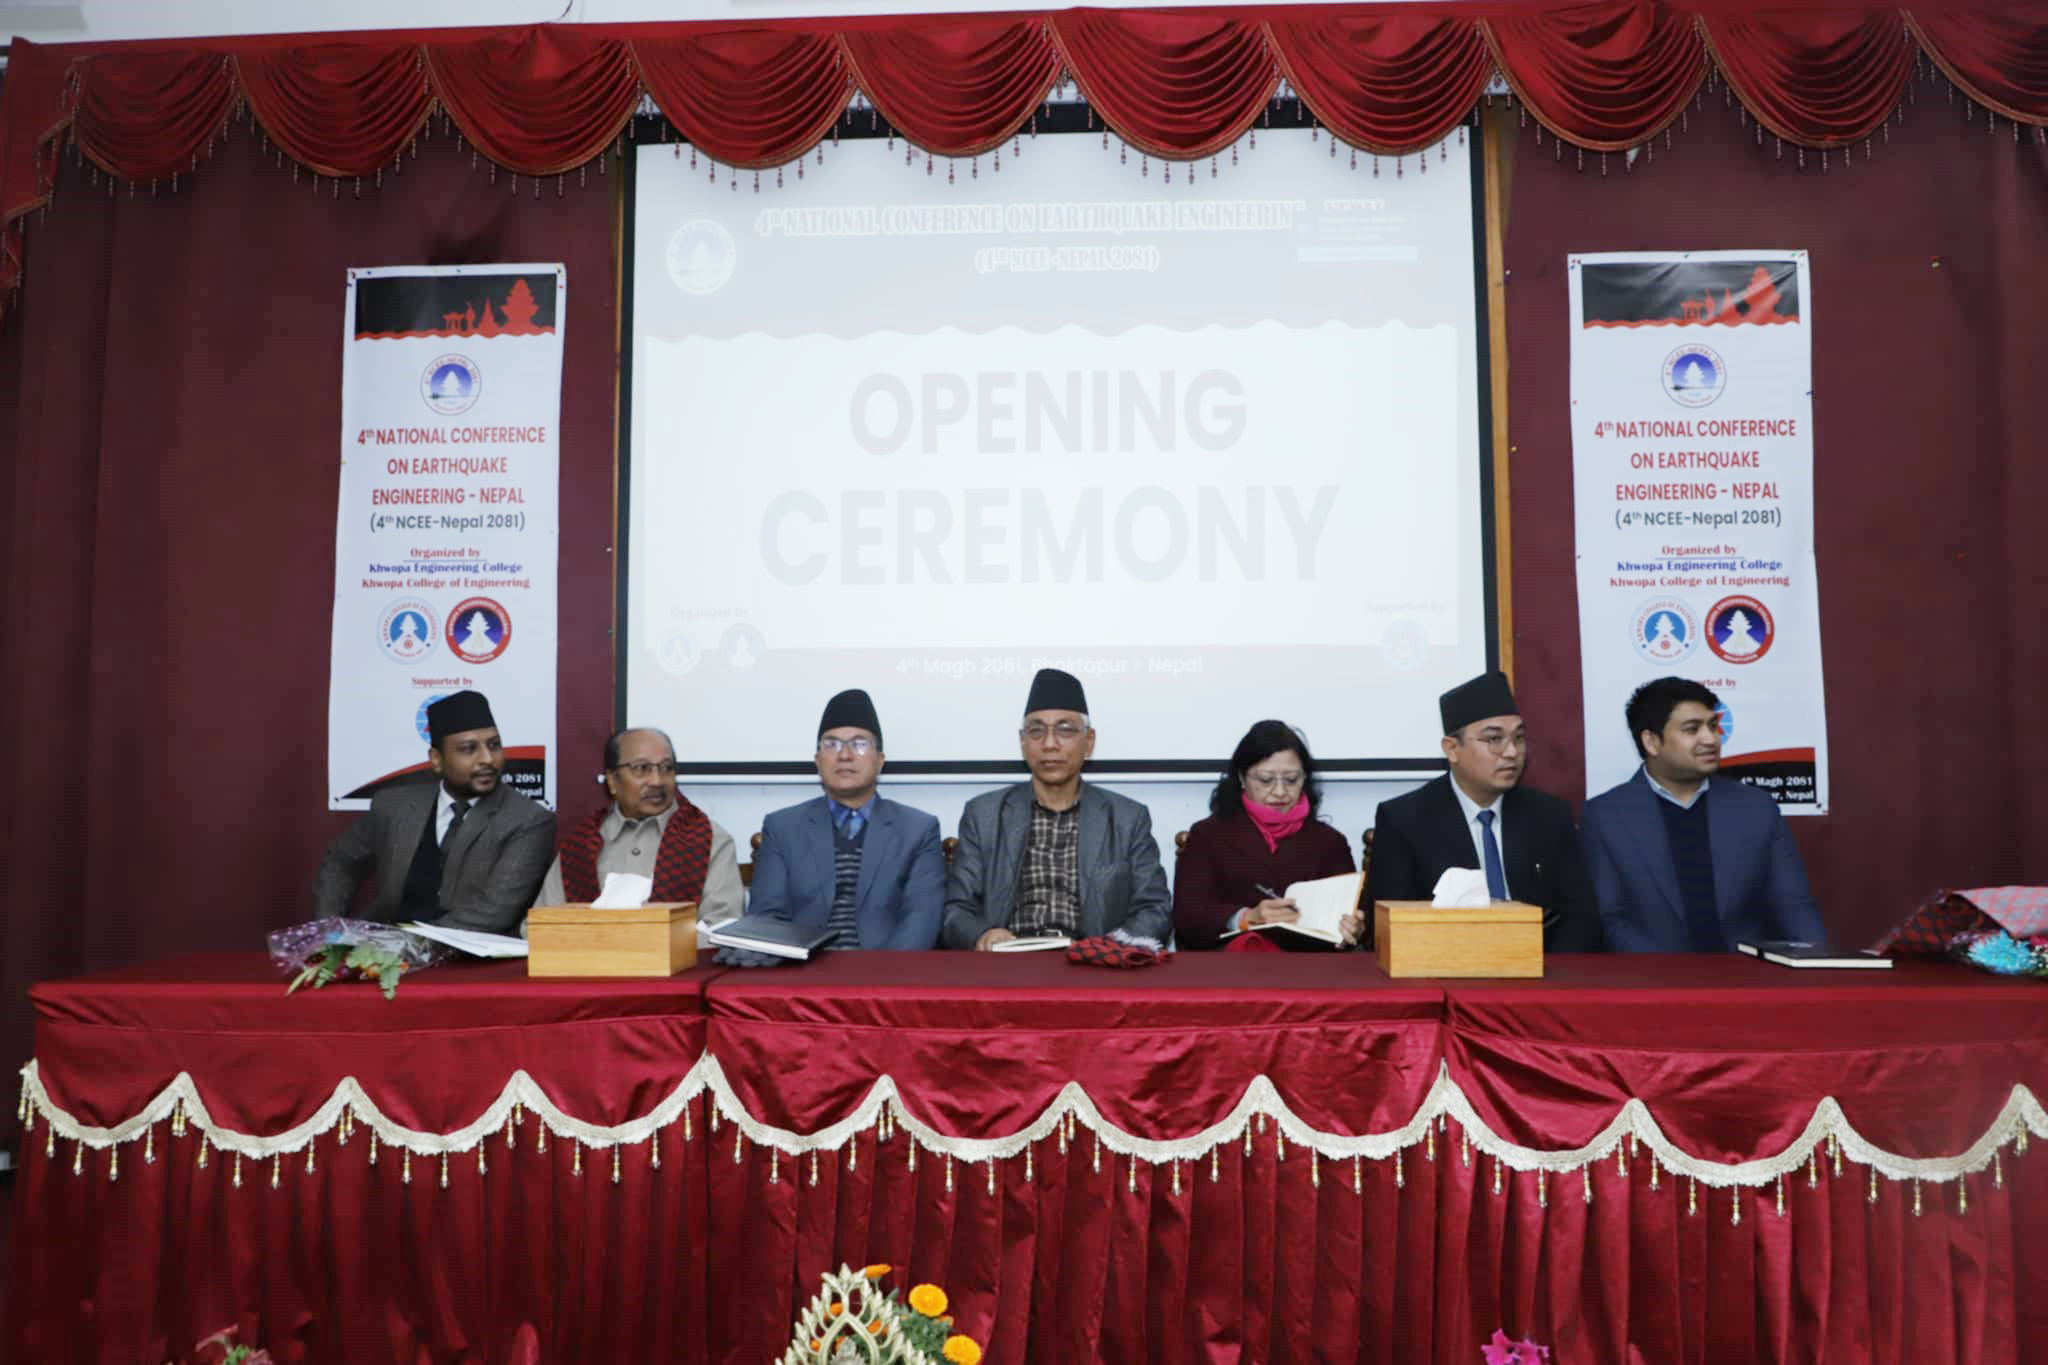 4th NATIONAL CONFERENCE ON EARTHQUAKE ENGINEERING
(4TH NCEE -NEPAL 2081)
OPENING
CEREMONY
Organized by
Supported by
4th Magh 2081, Bhaktapur - Nepal
4th NATIONAL CONFERENCE
ON EARTHQUAKE
ENGINEERING - NEPAL
(4th NCEE-Nepal 2081)
Organized by
Khwopa Engineering College
Khwopa College of Engineering
Supported by
2081
Nepal
4th NATIONAL CONFERENCE
ON EARTHQUAKE
ENGINEERING - NEPAL
(4th NCEE-Nepal 2081)
Organized by
Khwopa Engineering College
Khwopa College of Engineering
by
4th Magh 2081
Nepal